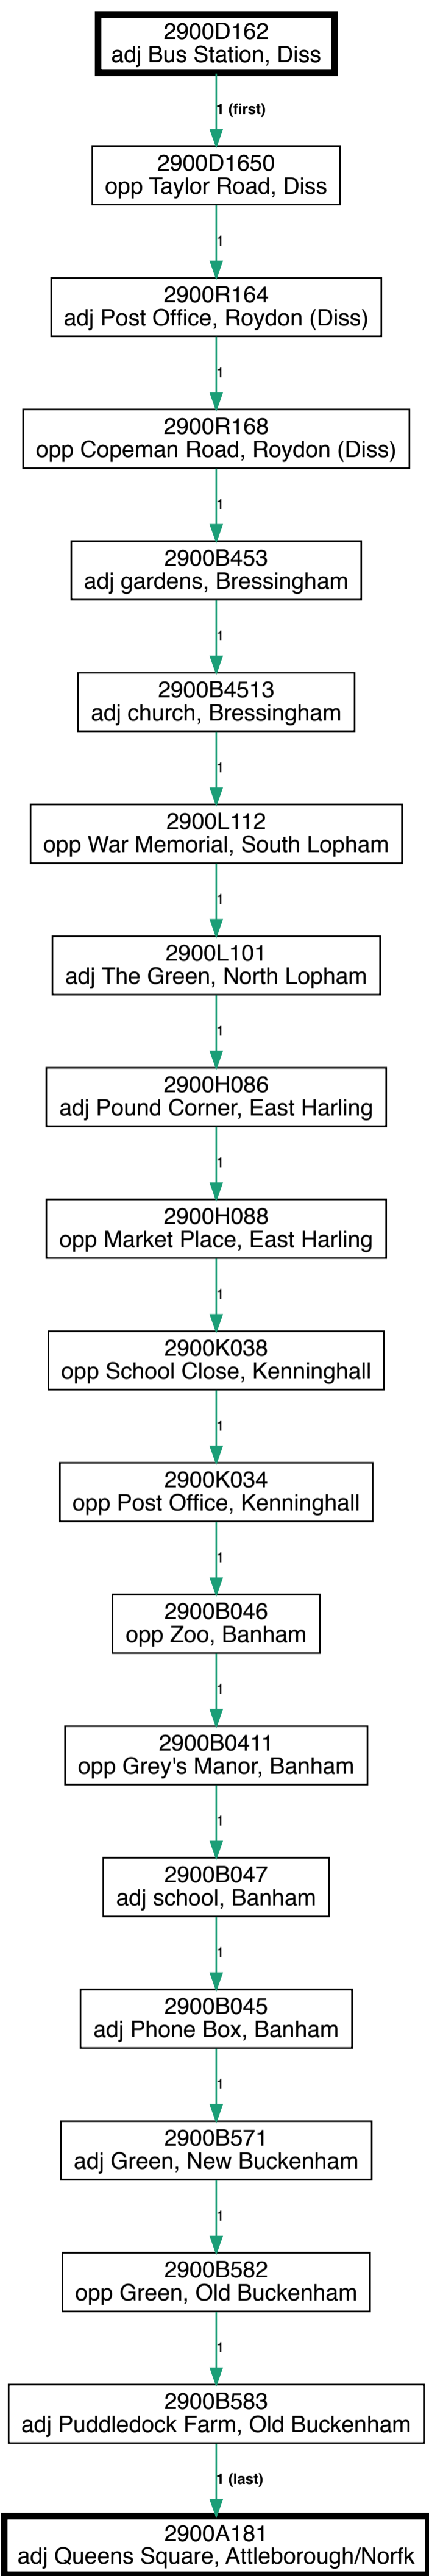 2900D162
adj Bus Station, Diss
1 (first)
2900D1650
opp Taylor Road, Diss
1
2900R164
adj Post Office, Roydon (Diss)
1
2900R168
opp Copeman Road, Roydon (Diss)
1
2900B453
adj gardens, Bressingham
1
2900B4513
adj church, Bressingham
1
2900L112
opp War Memorial, South Lopham
1
2900L101
adj The Green, North Lopham
1
2900H086
adj Pound Corner, East Harling
1
2900H088
opp Market Place, East Harling
1
2900K038
opp School Close, Kenninghall
1
2900K034
opp Post Office, Kenninghall
1
2900B046
opp Zoo, Banham
1
2900B0411
opp Grey's Manor, Banham
1
2900B047
adj school, Banham
1
2900B045
adj Phone Box, Banham
1
2900B571
adj Green, New Buckenham
1
2900B582
opp Green, Old Buckenham
1
2900B583
adj Puddledock Farm, Old Buckenham
1 (last)
2900A181
adj Queens Square, Attleborough/Norfk